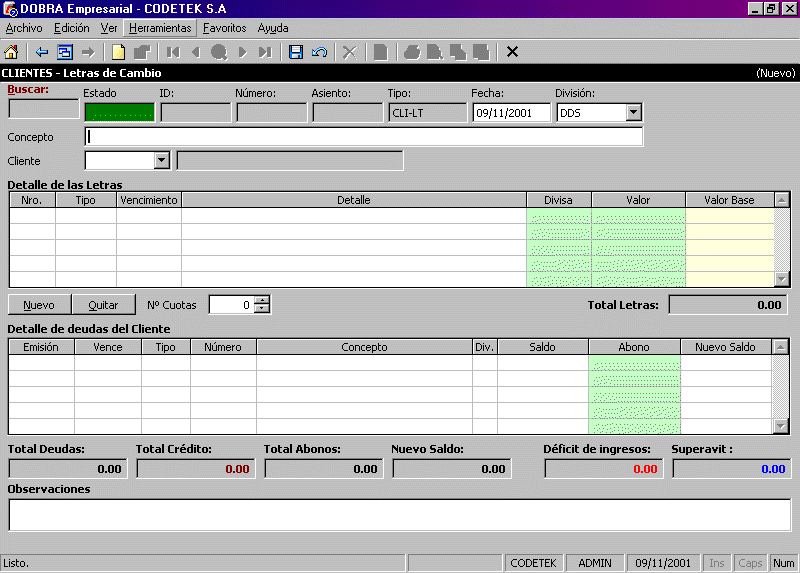 DOBRA Empresarial - CODETEK S.A
Archivo Edición Ver Herramientas Favoritos Ayuda
CLIENTES - Letras de Cambio (Nuevo)
Buscar: Estado ID: Número: Asiento: Tipo: Fecha: División:
CLI-LT 09/11/2001 DDS
Concepto
Cliente
Detalle de las Letras
Nro. Tipo Vencimiento Detalle Divisa Valor Valor Base
Nuevo Quitar Nº Cuotas 0 Total Letras: 0.00
Detalle de deudas del Cliente
Emisión Vence Tipo Número Concepto Div. Saldo Abono Nuevo Saldo
Total Deudas: Total Crédito: Total Abonos: Nuevo Saldo: Déficit de ingresos: Superavit :
0.00 0.00 0.00 0.00 0.00 0.00
Observaciones
Listo. CODETEK ADMIN 09/11/2001 Ins Caps Num